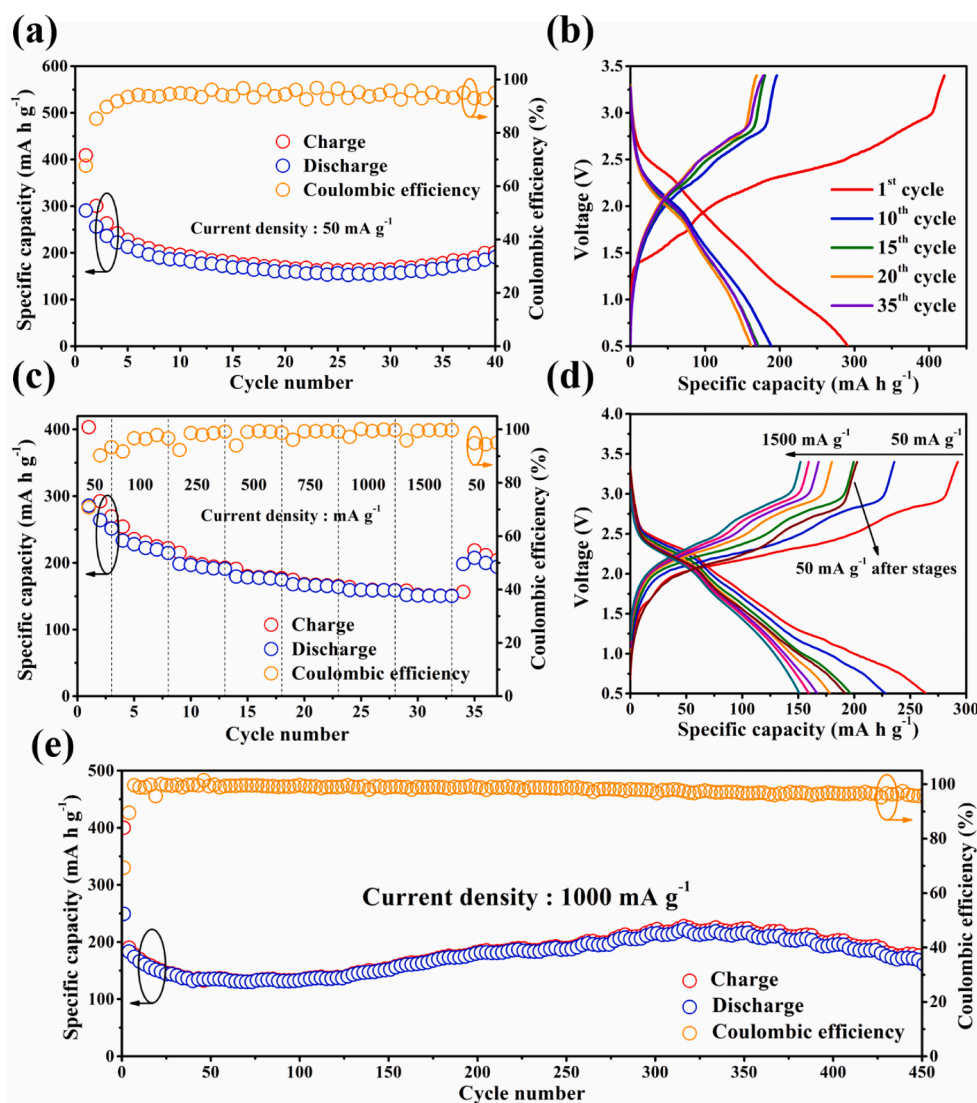 (a)
600
500
400
300
200
100
0
Specific capacity (mA h g⁻¹)
0 5 10 15 20 25 30 35 40
Cycle number
100
80
60
40
20
0
Coulombic efficiency (%)
Charge
Discharge
Coulombic efficiency
Current density : 50 mA g⁻¹
(b)
3.5
3.0
2.5
2.0
1.5
1.0
0.5
Voltage (V)
0 100 200 300 400
Specific capacity (mA h g⁻¹)
1st cycle
10th cycle
15th cycle
20th cycle
35th cycle
(c)
400
300
200
100
0
Specific capacity (mA h g⁻¹)
0 5 10 15 20 25 30 35
Cycle number
100
80
60
40
20
0
Coulombic efficiency (%)
50 100 250 500 750 1000 1500 50
Current density : mA g⁻¹
Charge
Discharge
Coulombic efficiency
(d)
4.0
3.5
3.0
2.5
2.0
1.5
1.0
0.5
Voltage (V)
0 50 100 150 200 250 300
Specific capacity (mA h g⁻¹)
1500 mA g⁻¹ 50 mA g⁻¹
50 mA g⁻¹ after stages
(e)
500
400
300
200
100
0
Specific capacity (mA h g⁻¹)
0 50 100 150 200 250 300 350 400 450
Cycle number
100
80
60
40
20
0
Coulombic efficiency (%)
Current density : 1000 mA g⁻¹
Charge
Discharge
Coulombic efficiency